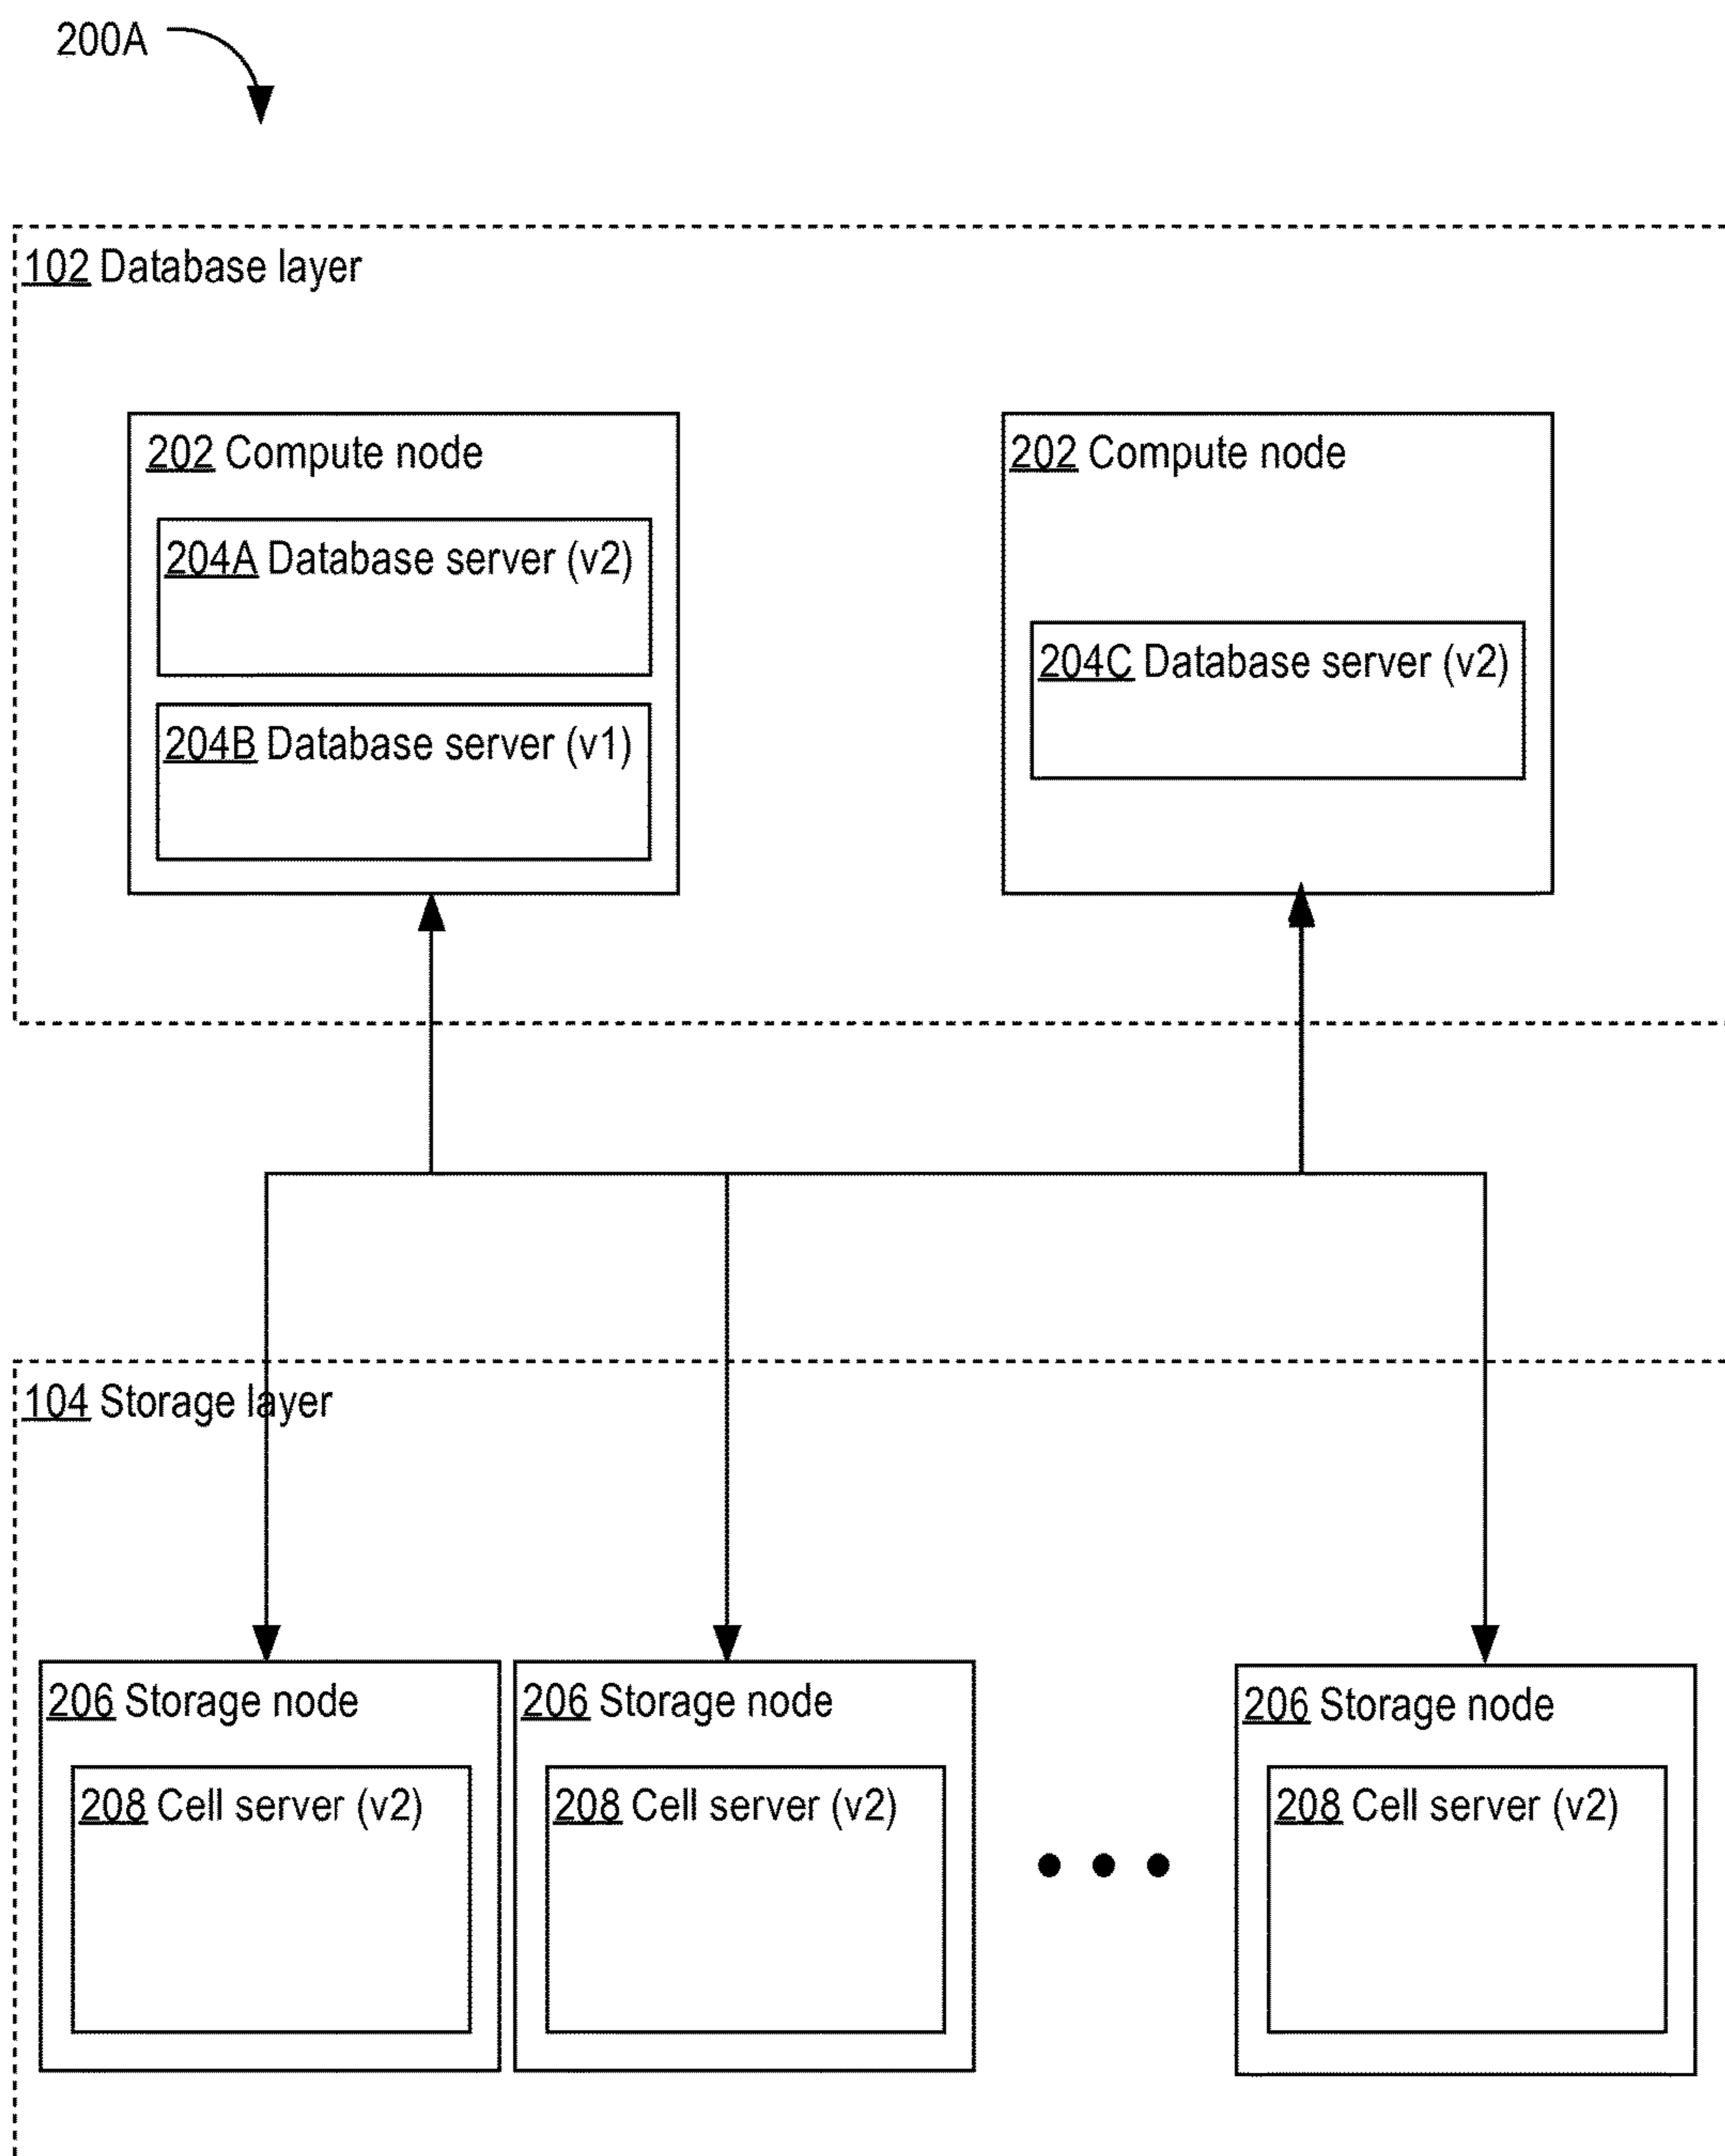 200A
102 Database layer
202 Compute node
204A Database server (v2)
204B Database server (v1)
202 Compute node
204C Database server (v2)
104 Storage layer
206 Storage node
208 Cell server (v2)
206 Storage node
208 Cell server (v2)
206 Storage node
208 Cell server (v2)